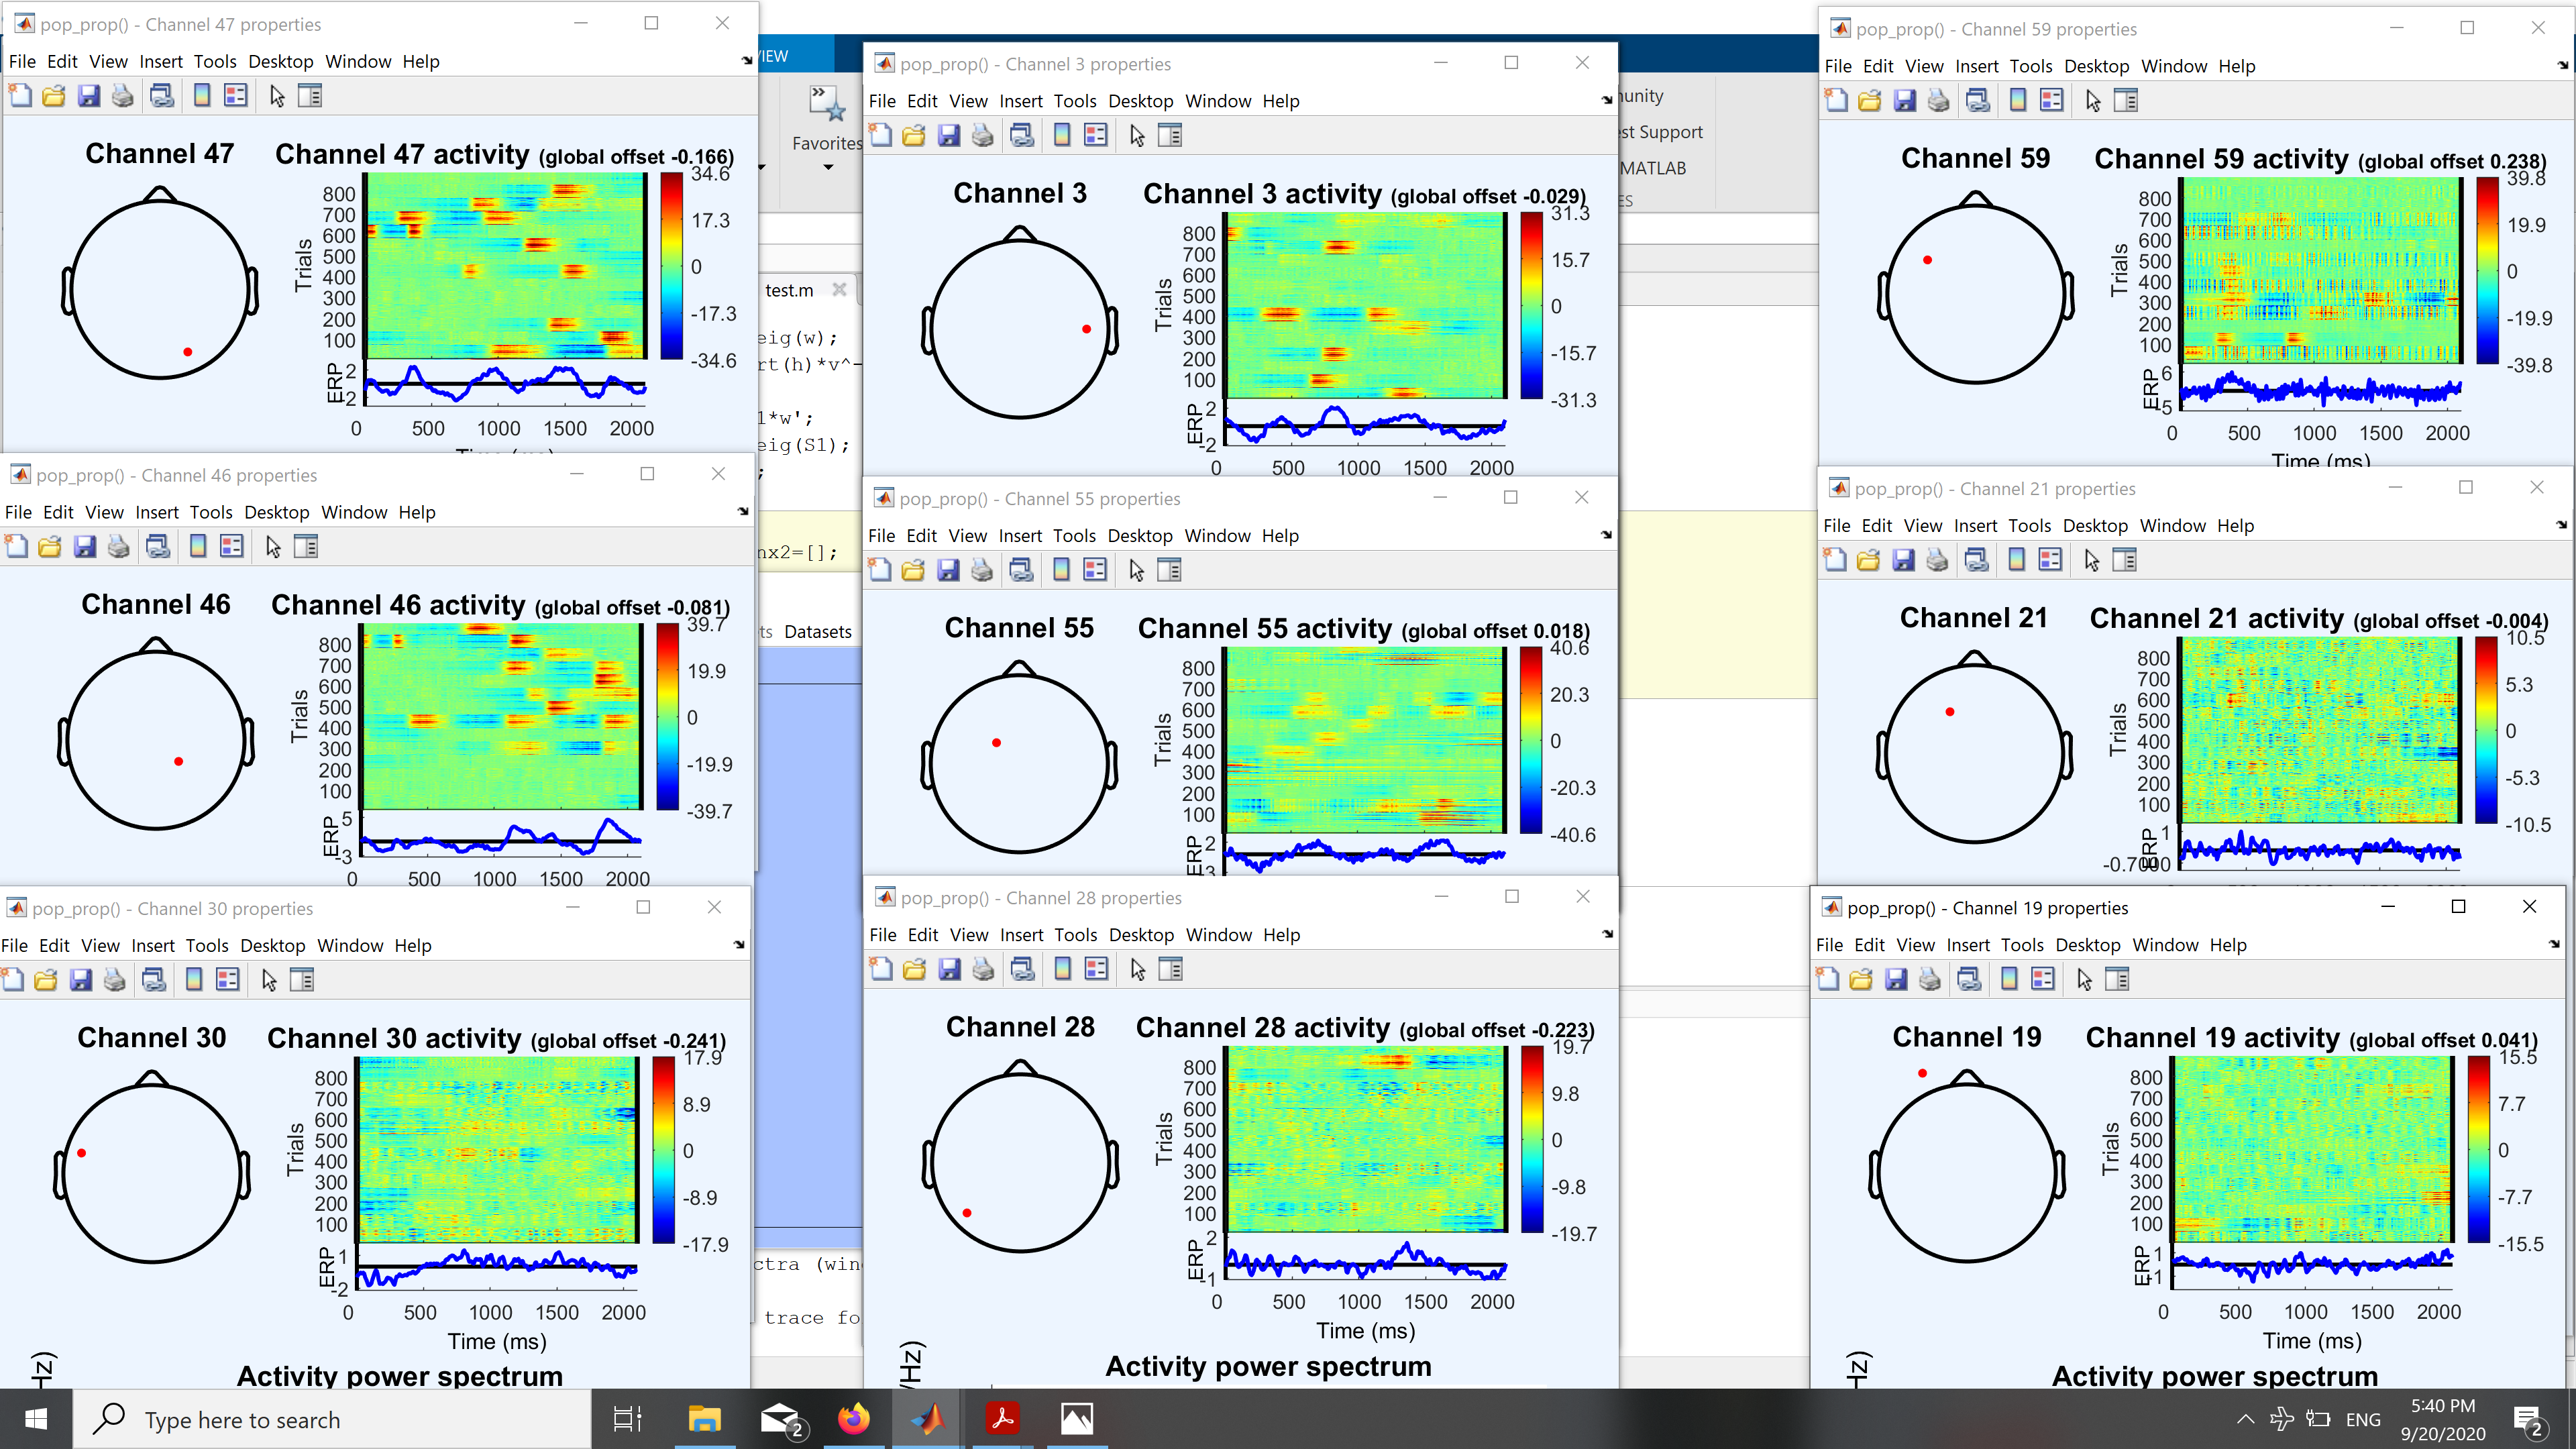 pop_prop() - Channel 47 properties
File Edit View Insert Tools Desktop Window Help
Channel 47
Channel 47 activity (global offset -0.166)
34.6
17.3
0
-17.3
-34.6
Trials
800
700
600
500
400
300
200
100
ERP
2
-2
0 500 1000 1500 2000
pop_prop() - Channel 46 properties
File Edit View Insert Tools Desktop Window Help
Channel 46
Channel 46 activity (global offset -0.081)
39.7
19.9
0
-19.9
-39.7
Trials
800
700
600
500
400
300
200
100
ERP
5
-3
0 500 1000 1500 2000
pop_prop() - Channel 30 properties
File Edit View Insert Tools Desktop Window Help
Channel 30
Channel 30 activity (global offset -0.241)
17.9
8.9
0
-8.9
-17.9
Trials
800
700
600
500
400
300
200
100
ERP
1
-2
0 500 1000 1500 2000
Time (ms)
Hz)
Activity power spectrum
IEW
Favorites
test.m
eig(w);
rt(h)*v^-
1*w';
eig(S1);
;
nx2=[];
ts Datasets
ctra (win
trace fo
pop_prop() - Channel 3 properties
File Edit View Insert Tools Desktop Window Help
Channel 3
Channel 3 activity (global offset -0.029)
31.3
15.7
0
-15.7
-31.3
Trials
800
700
600
500
400
300
200
100
ERP
2
-2
0 500 1000 1500 2000
pop_prop() - Channel 55 properties
File Edit View Insert Tools Desktop Window Help
Channel 55
Channel 55 activity (global offset 0.018)
40.6
20.3
0
-20.3
-40.6
Trials
800
700
600
500
400
300
200
100
ERP
2
-3
pop_prop() - Channel 28 properties
File Edit View Insert Tools Desktop Window Help
Channel 28
Channel 28 activity (global offset -0.223)
19.7
9.8
0
-9.8
-19.7
Trials
800
700
600
500
400
300
200
100
ERP
2
-1
0 500 1000 1500 2000
Time (ms)
/Hz)
Activity power spectrum
unity
est Support
MATLAB
ES
pop_prop() - Channel 59 properties
File Edit View Insert Tools Desktop Window Help
Channel 59
Channel 59 activity (global offset 0.238)
39.8
19.9
0
-19.9
-39.8
Trials
800
700
600
500
400
300
200
100
ERP
6
-5
0 500 1000 1500 2000
Time (ms)
pop_prop() - Channel 21 properties
File Edit View Insert Tools Desktop Window Help
Channel 21
Channel 21 activity (global offset -0.004)
10.5
5.3
0
-5.3
-10.5
Trials
800
700
600
500
400
300
200
100
ERP
1
pop_prop() - Channel 19 properties
File Edit View Insert Tools Desktop Window Help
Channel 19
Channel 19 activity (global offset 0.041)
15.5
7.7
0
-7.7
-15.5
Trials
800
700
600
500
400
300
200
100
ERP
1
-1
0 500 1000 1500 2000
Time (ms)
Hz)
Activity power spectrum
Type here to search
2
ENG
5:40 PM
9/20/2020
2